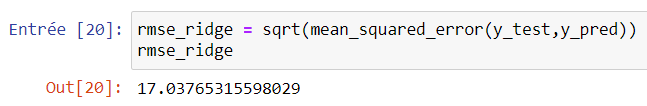 Entrée [20]: rmse_ridge = sqrt(mean_squared_error(y_test,y_pred))
rmse_ridge
Out[20]: 17.03765315598029